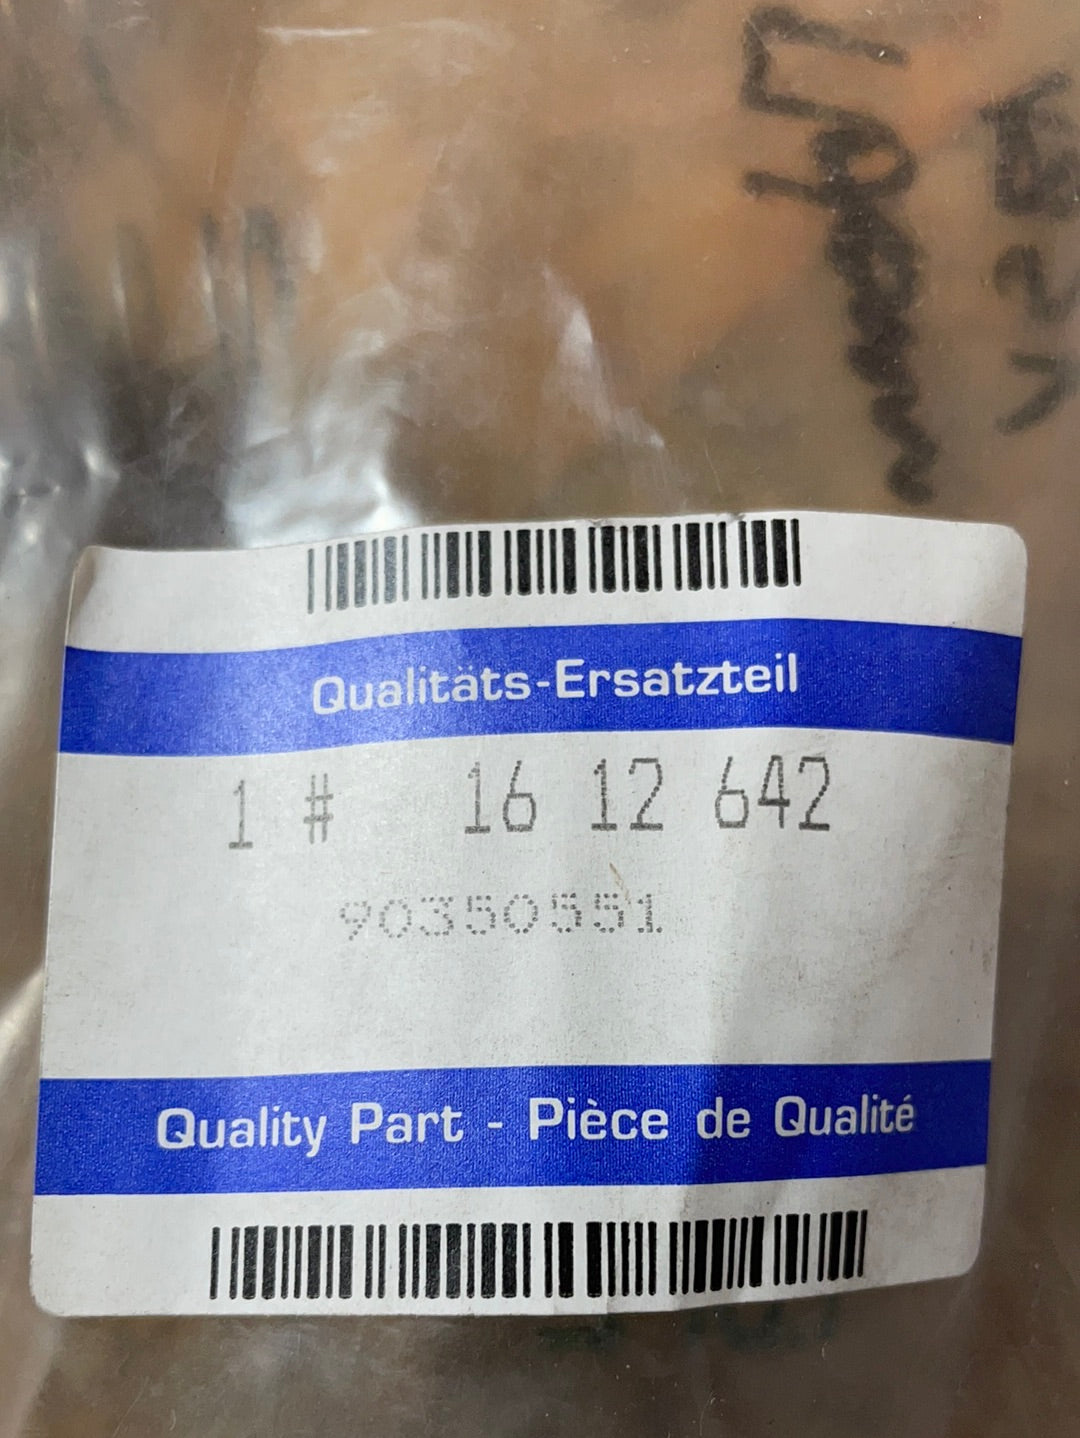 Qualitäts-Ersatzteil
1 # 16 12 642
90350551
Quality Part - Pièce de Qualité